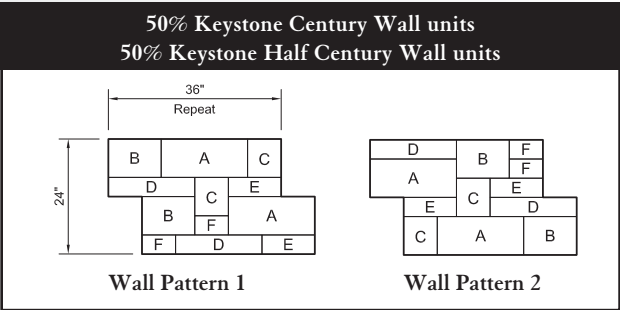 50% Keystone Century Wall units
50% Keystone Half Century Wall units
36"
Repeat
24"
B A C
D C E
B F A
F D E
Wall Pattern 1
D B F
F
A C E
E D
C A B
Wall Pattern 2